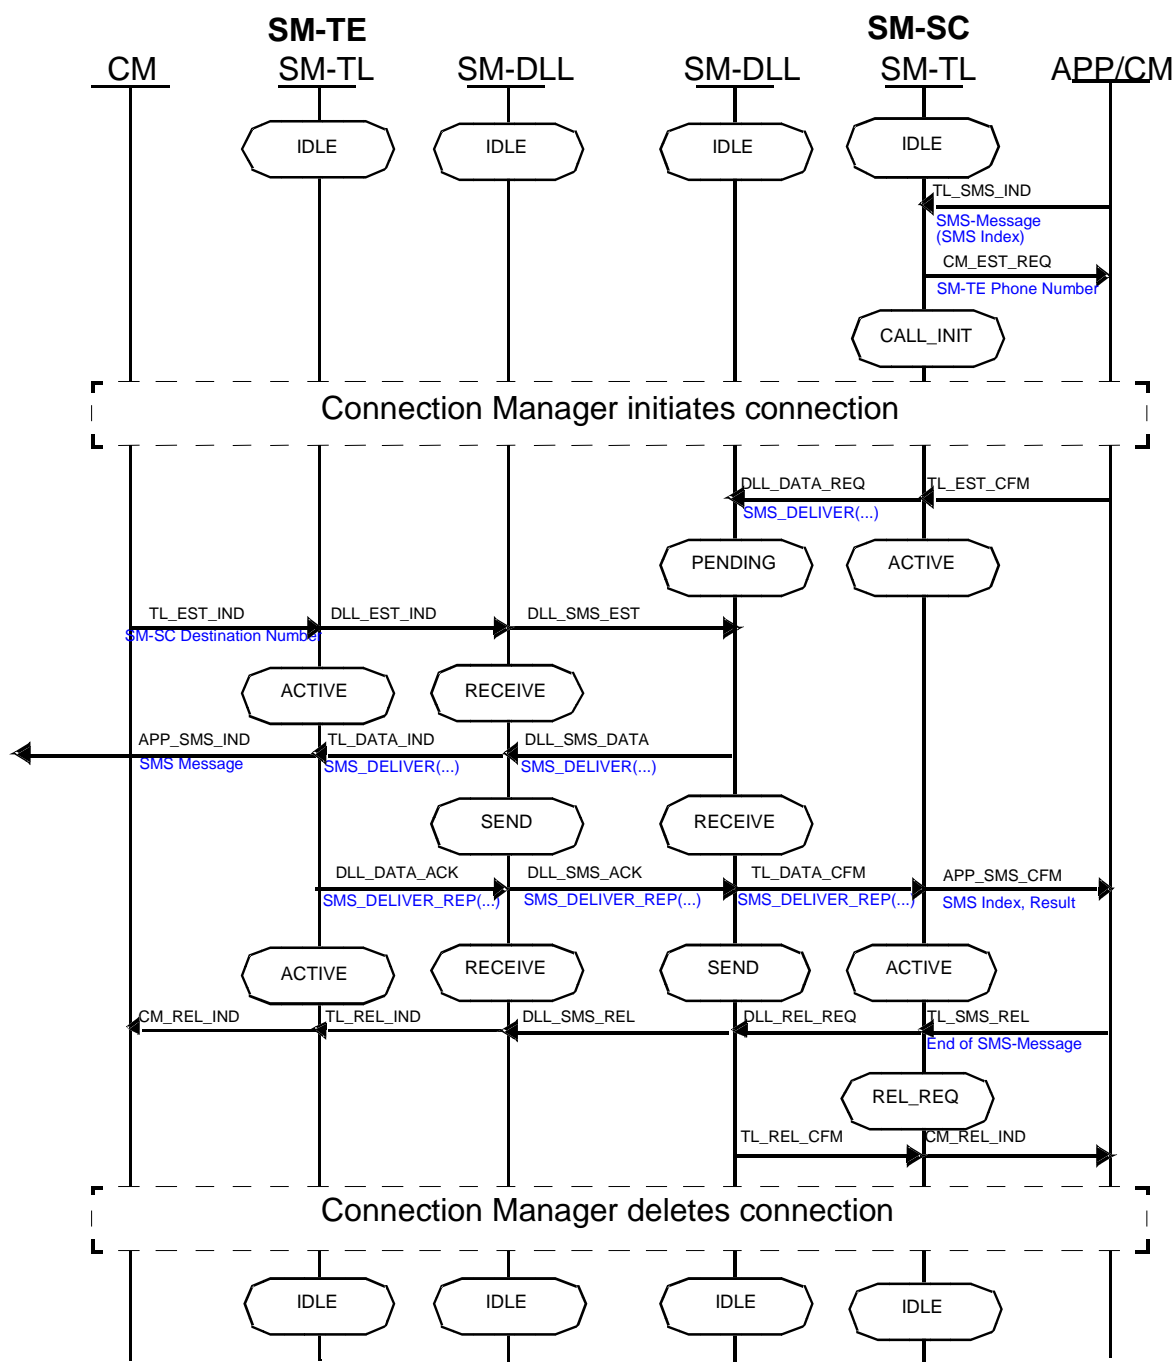 SM-TE SM-SC
CM SM-TL SM-DLL SM-DLL SM-TL APP/CM
IDLE IDLE IDLE IDLE
TL_SMS_IND
SMS-Message
(SMS Index)
CM_EST_REQ
SM-TE Phone Number
CALL_INIT
Connection Manager initiates connection
DLL_DATA_REQ TL_EST_CFM
SMS_DELIVER(...)
PENDING ACTIVE
TL_EST_IND DLL_EST_IND DLL_SMS_EST
SM-SC Destination Number
ACTIVE RECEIVE
APP_SMS_IND TL_DATA_IND DLL_SMS_DATA
SMS Message SMS_DELIVER(...) SMS_DELIVER(...)
SEND RECEIVE
DLL_DATA_ACK DLL_SMS_ACK TL_DATA_CFM APP_SMS_CFM
SMS_DELIVER_REP(...) SMS_DELIVER_REP(...) SMS_DELIVER_REP(...) SMS Index, Result
ACTIVE RECEIVE SEND ACTIVE
CM_REL_IND TL_REL_IND DLL_SMS_REL DLL_REL_REQ TL_SMS_REL
End of SMS-Message
REL_REQ
TL_REL_CFM CM_REL_IND
Connection Manager deletes connection
IDLE IDLE IDLE IDLE